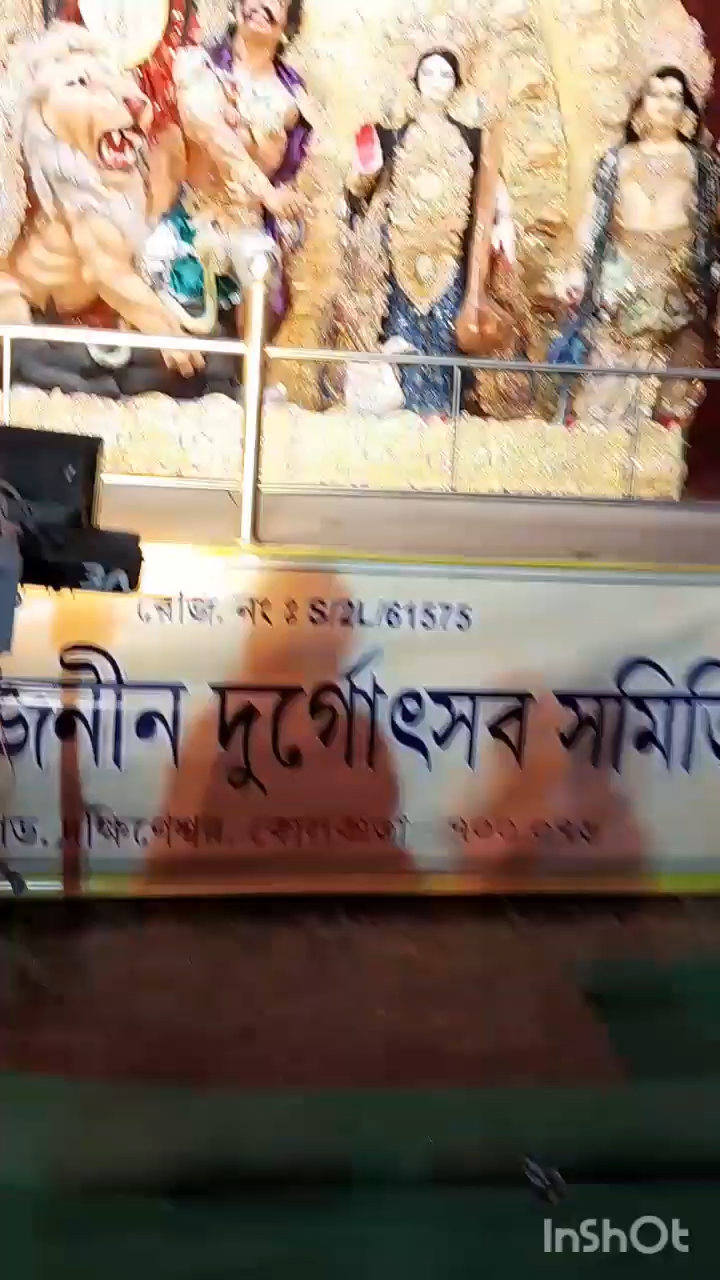 রেজি. নং ঃ S/2L/61575
জনীন দুর্গোৎসব সমিতি
দক্ষিণেশ্বর, কোলকাতা
InShOt